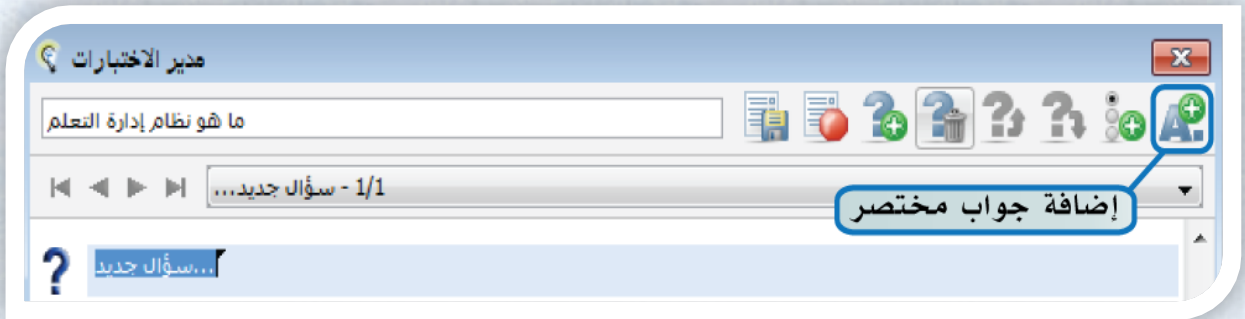 مدير الاختبارات
ما هو نظام إدارة التعلم
1/1 - سؤال جديد...
إضافة جواب مختصر
...سؤال جديد